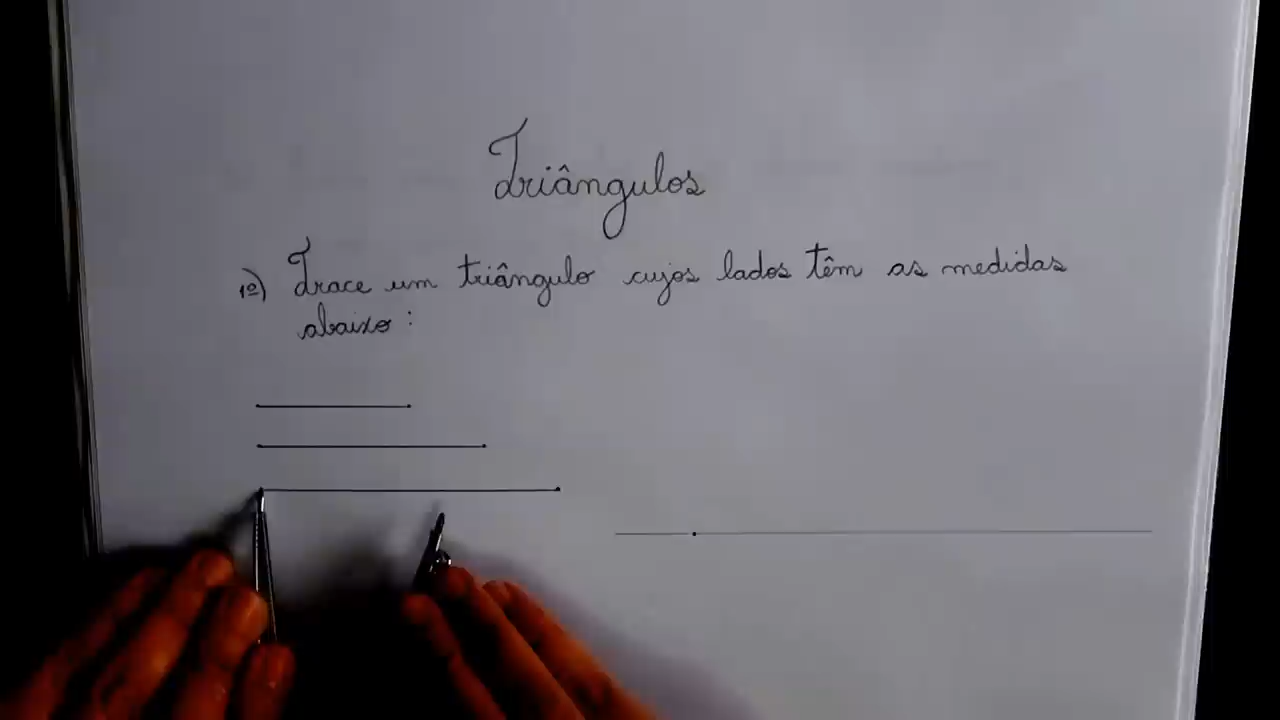 Triângulos
1º) Trace um triângulo cujos lados têm as medidas
abaixo: